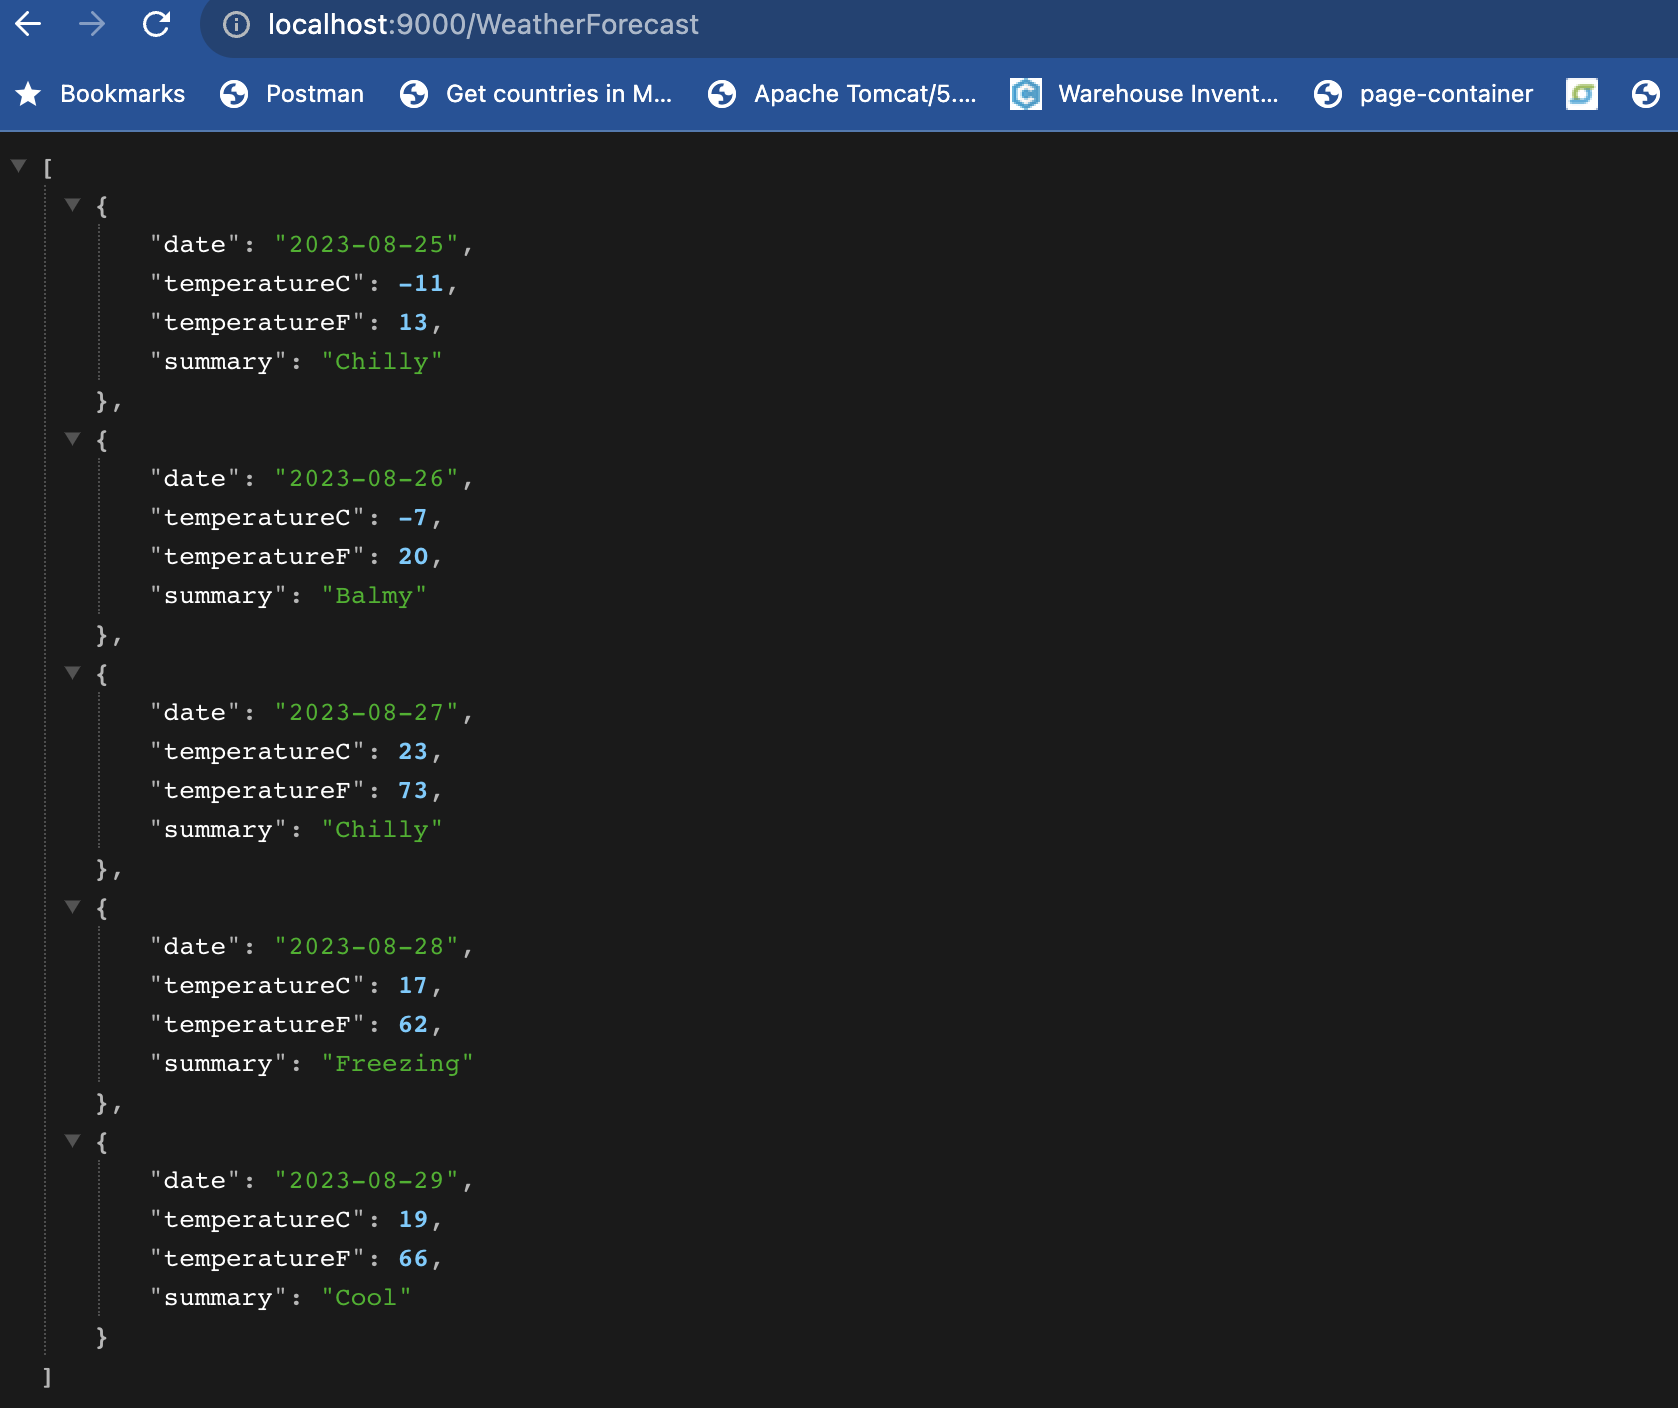 localhost:9000/WeatherForecast
Bookmarks Postman Get countries in M... Apache Tomcat/5.... Warehouse Invent... page-container
[
{
"date": "2023-08-25",
"temperatureC": -11,
"temperatureF": 13,
"summary": "Chilly"
},
{
"date": "2023-08-26",
"temperatureC": -7,
"temperatureF": 20,
"summary": "Balmy"
},
{
"date": "2023-08-27",
"temperatureC": 23,
"temperatureF": 73,
"summary": "Chilly"
},
{
"date": "2023-08-28",
"temperatureC": 17,
"temperatureF": 62,
"summary": "Freezing"
},
{
"date": "2023-08-29",
"temperatureC": 19,
"temperatureF": 66,
"summary": "Cool"
}
]